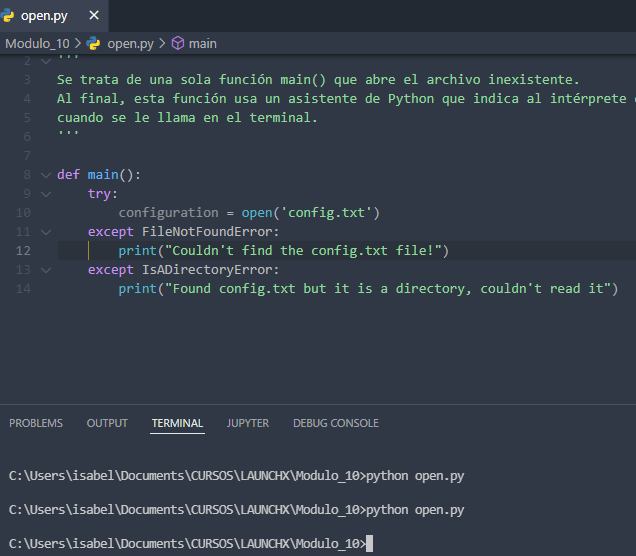 open.py
Modulo_10 > open.py > main
2 '''
3 Se trata de una sola función main() que abre el archivo inexistente.
4 Al final, esta función usa un asistente de Python que indica al intérprete
5 cuando se le llama en el terminal.
6 '''
7
8 def main():
9 try:
10 configuration = open('config.txt')
11 except FileNotFoundError:
12 print("Couldn't find the config.txt file!")
13 except IsADirectoryError:
14 print("Found config.txt but it is a directory, couldn't read it")
PROBLEMS OUTPUT TERMINAL JUPYTER DEBUG CONSOLE
C:\Users\isabel\Documents\CURSOS\LAUNCHX\Modulo_10>python open.py
C:\Users\isabel\Documents\CURSOS\LAUNCHX\Modulo_10>python open.py
C:\Users\isabel\Documents\CURSOS\LAUNCHX\Modulo_10>